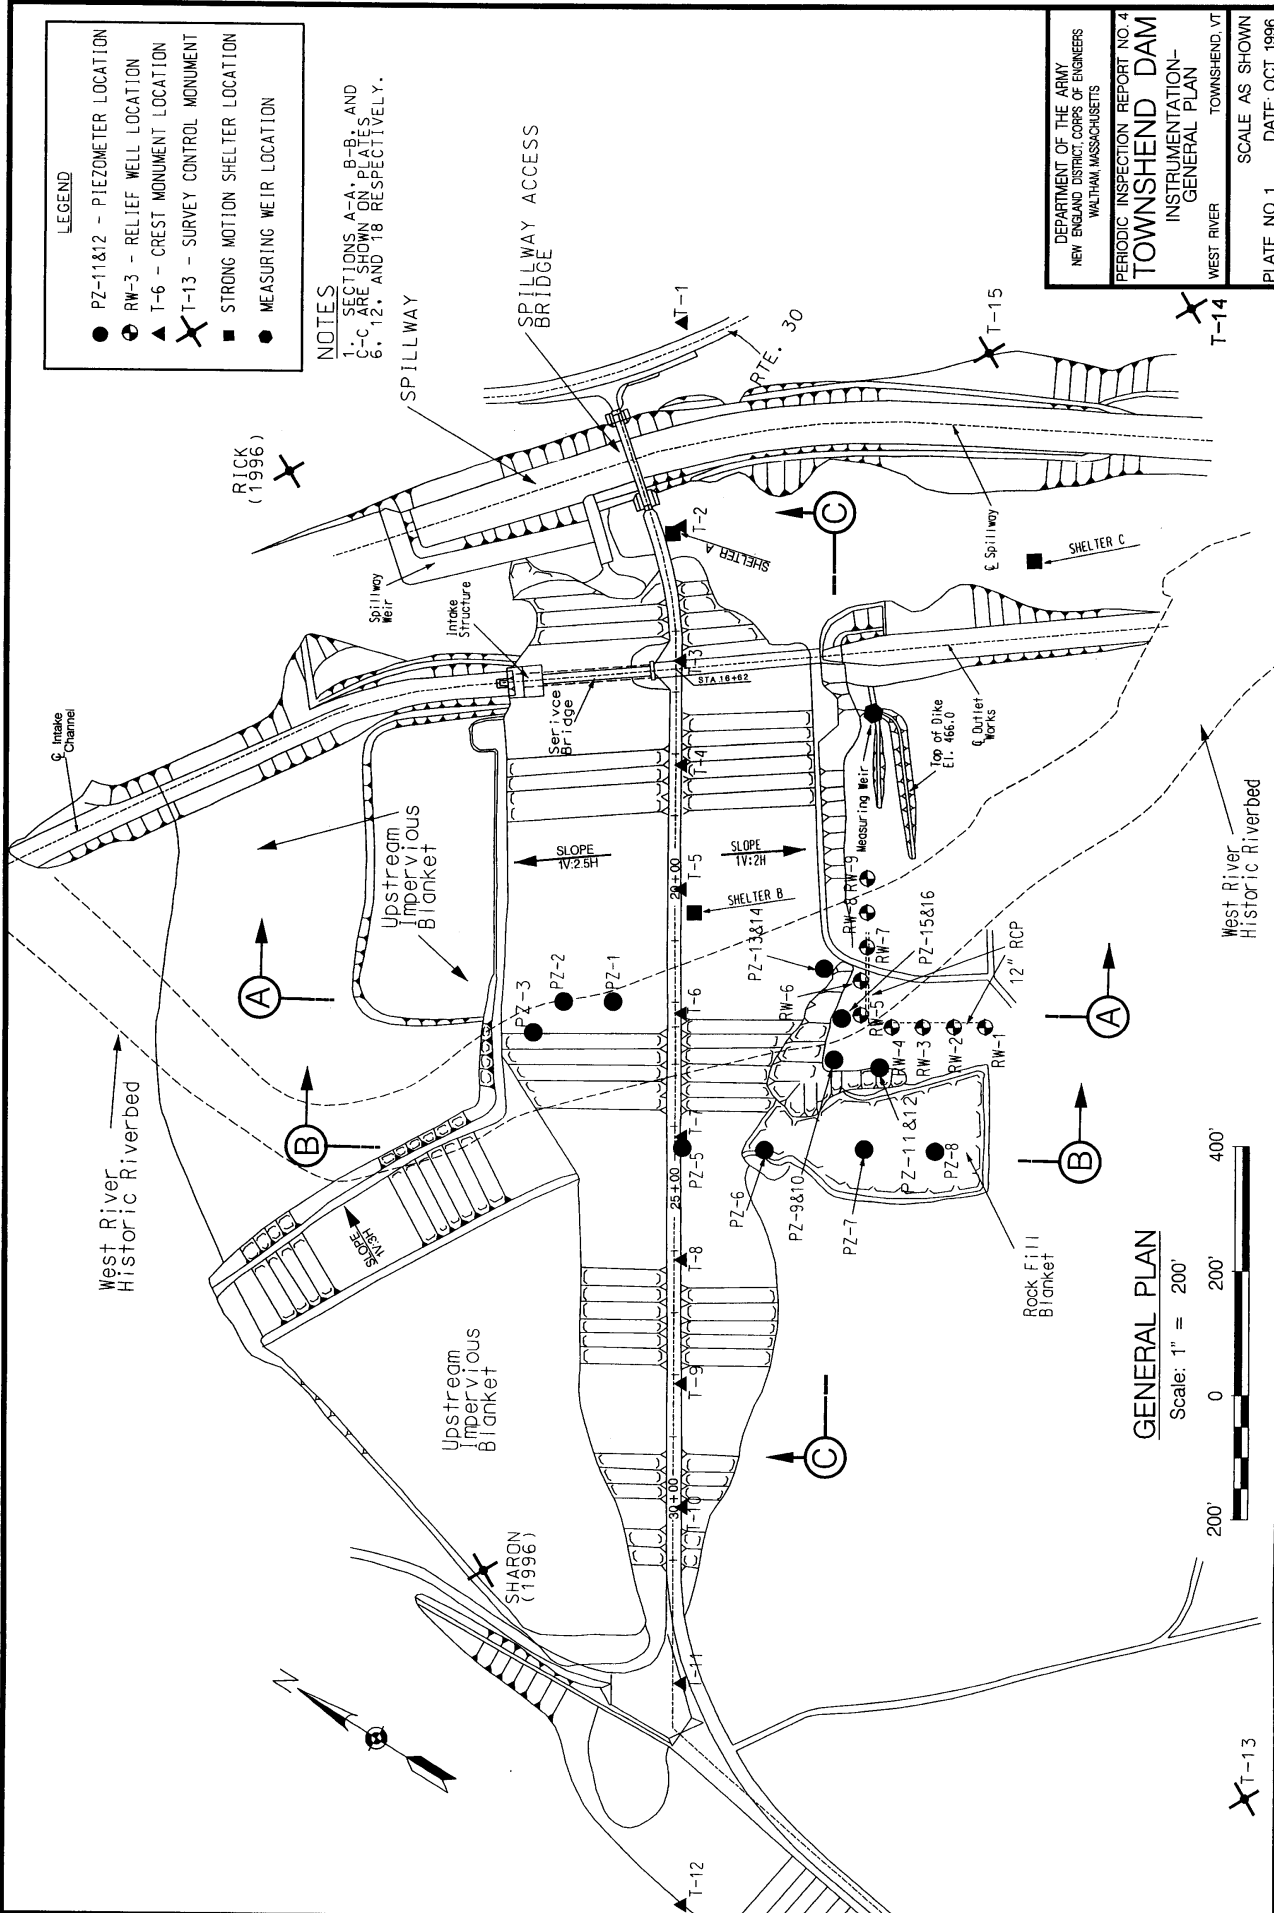 LEGEND
PZ-11&12 - PIEZOMETER LOCATION
RW-3 - RELIEF WELL LOCATION
T-6 - CREST MONUMENT LOCATION
T-13 - SURVEY CONTROL MONUMENT
STRONG MOTION SHELTER LOCATION
MEASURING WEIR LOCATION
NOTES
1. SECTIONS A-A, B-B, AND
C-C ARE SHOWN ON PLATES
6, 12, AND 18 RESPECTIVELY.
SPILLWAY
SPILLWAY ACCESS
BRIDGE
RTE. 30
T-1
T-15
T-14
RICK
(1996)
Spillway
Weir
Intake
Structure
T-2
SHELTER A
C
℄ Spillway
SHELTER C
℄ Intake
Channel
Serivce
Bridge
T-3
STA.16+62
T-4
℄ Outlet
Works
Top of Dike
El. 466.0
Measuring Weir
West River
Historic Riverbed
Upstream
Impervious
Blanket
SLOPE
1V:2.5H
SLOPE
1V:2H
20+00
T-5
SHELTER B
RW-9
RW-8
RW-7
PZ-15&16
12" RCP
PZ-13&14
RW-6
RW-5
RW-4
RW-3
RW-2
RW-1
A
A
PZ-3
PZ-2
PZ-1
T-6
B
B
T-7
PZ-5
25+00
PZ-6
PZ-9&10
PZ-7
PZ-11&12
PZ-8
Rock Fill
Blanket
West River
Historic Riverbed
SLOPE
1V:3H
T-8
Upstream
Impervious
Blanket
T-9
C
30+00
T-10
SHARON
(1996)
T-11
N
T-12
T-13
GENERAL PLAN
Scale: 1" = 200'
200'
0
200'
400'
DEPARTMENT OF THE ARMY
NEW ENGLAND DISTRICT, CORPS OF ENGINEERS
WALTHAM, MASSACHUSETTS
PERIODIC INSPECTION REPORT NO. 4
TOWNSHEND DAM
INSTRUMENTATION-
GENERAL PLAN
WEST RIVER TOWNSHEND, VT
SCALE AS SHOWN
PLATE NO. 1 DATE: OCT 1996